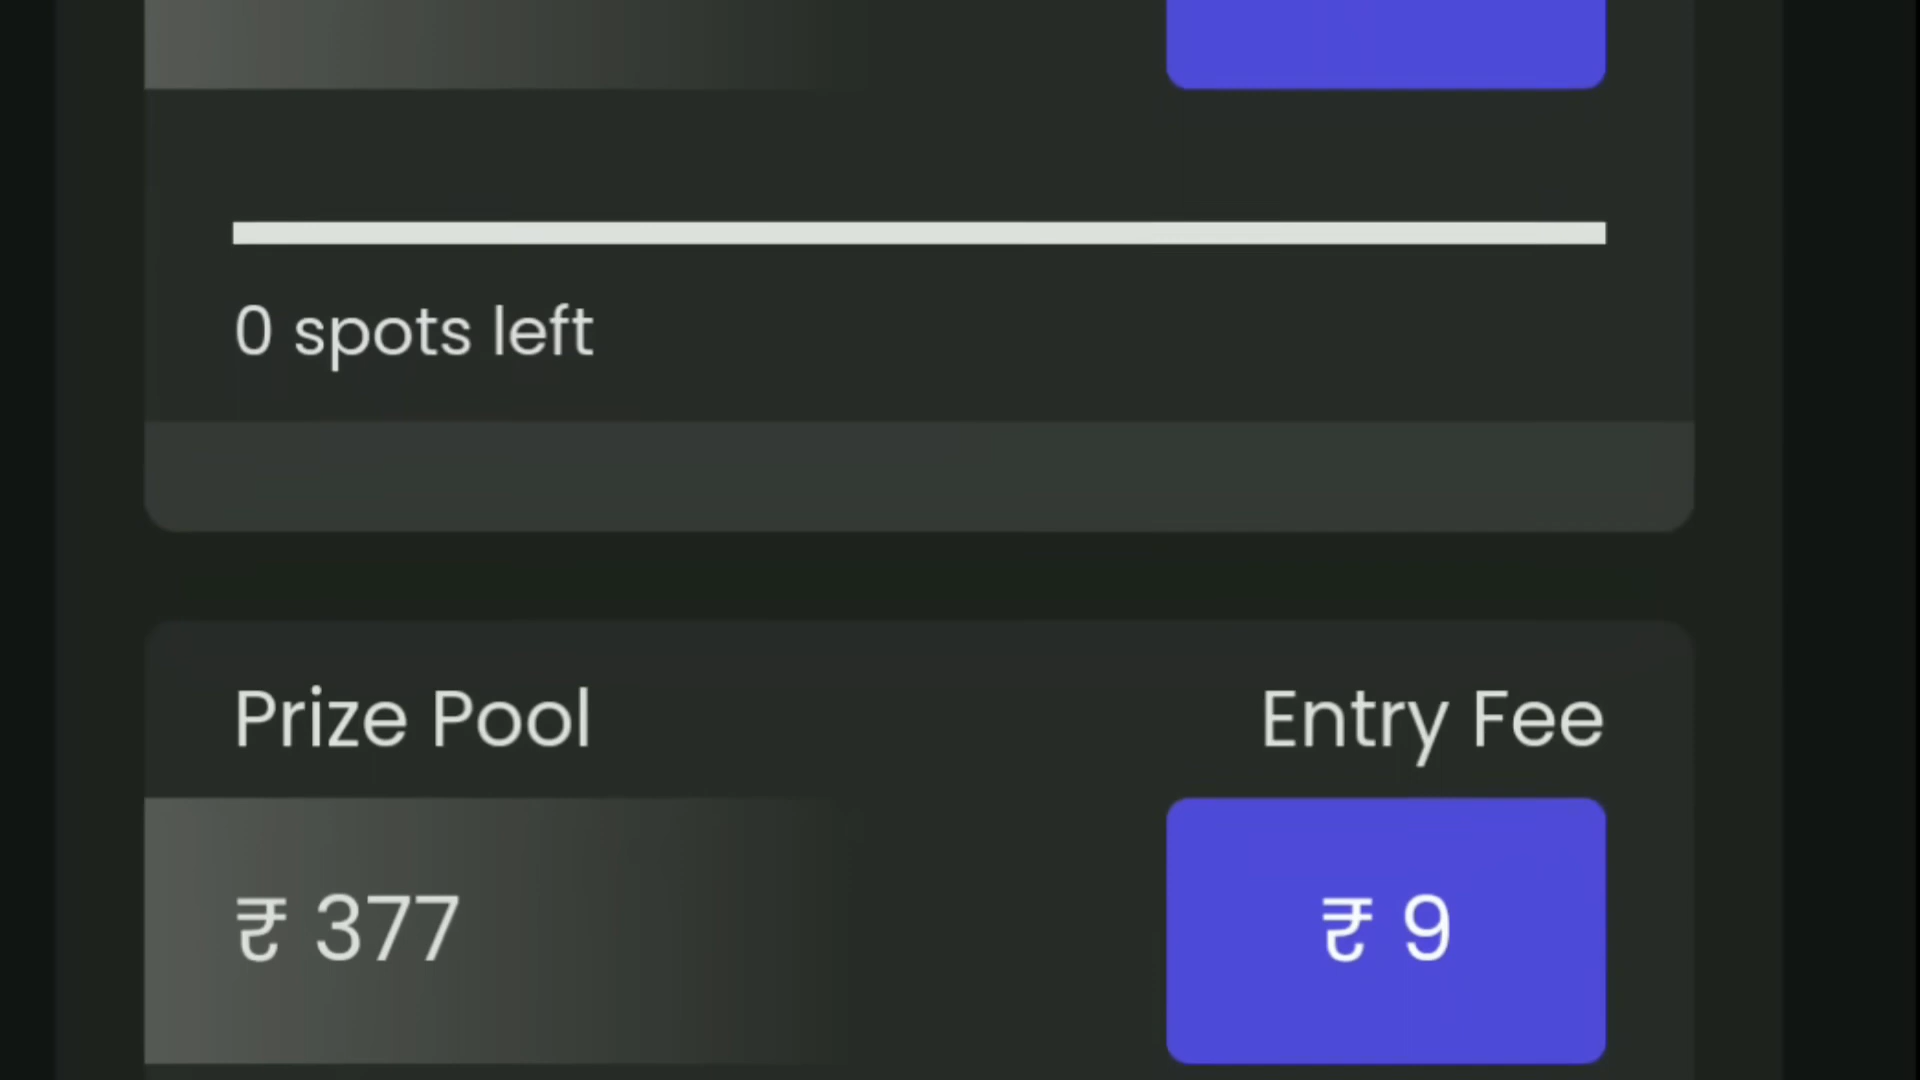 0 spots left
Prize Pool Entry Fee
₹ 377 ₹ 9